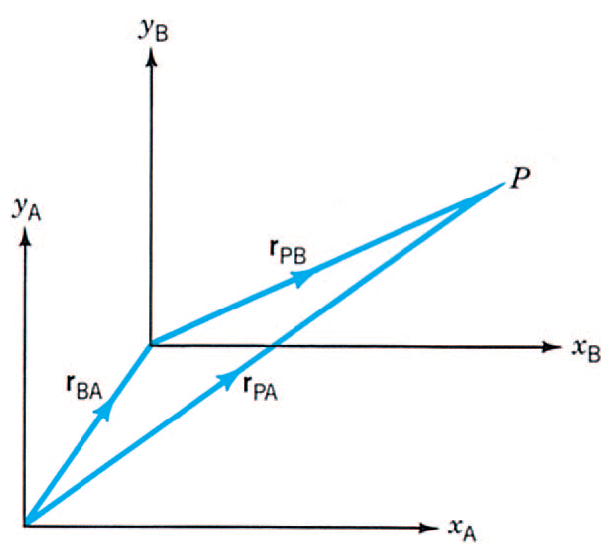 y_B
P
y_A
r_PB
x_B
r_BA
r_PA
x_A